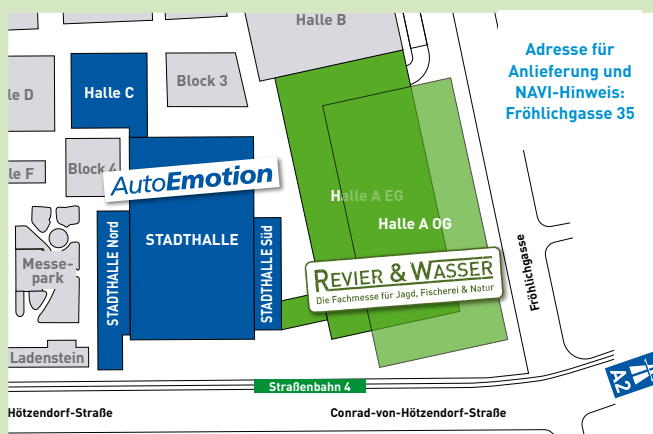 Halle B
Adresse für
Anlieferung und
NAVI-Hinweis:
Fröhlichgasse 35
Block 3
Halle C
le D
Block 4
le F
AutoEmotion
Halle A EG
Halle A OG
STADTHALLE Nord
STADTHALLE
STADTHALLE Süd
Messe-
park
REVIER & WASSER
Die Fachmesse für Jagd, Fischerei & Natur
Fröhlichgasse
Ladenstein
A2
Straßenbahn 4
Hötzendorf-Straße
Conrad-von-Hötzendorf-Straße